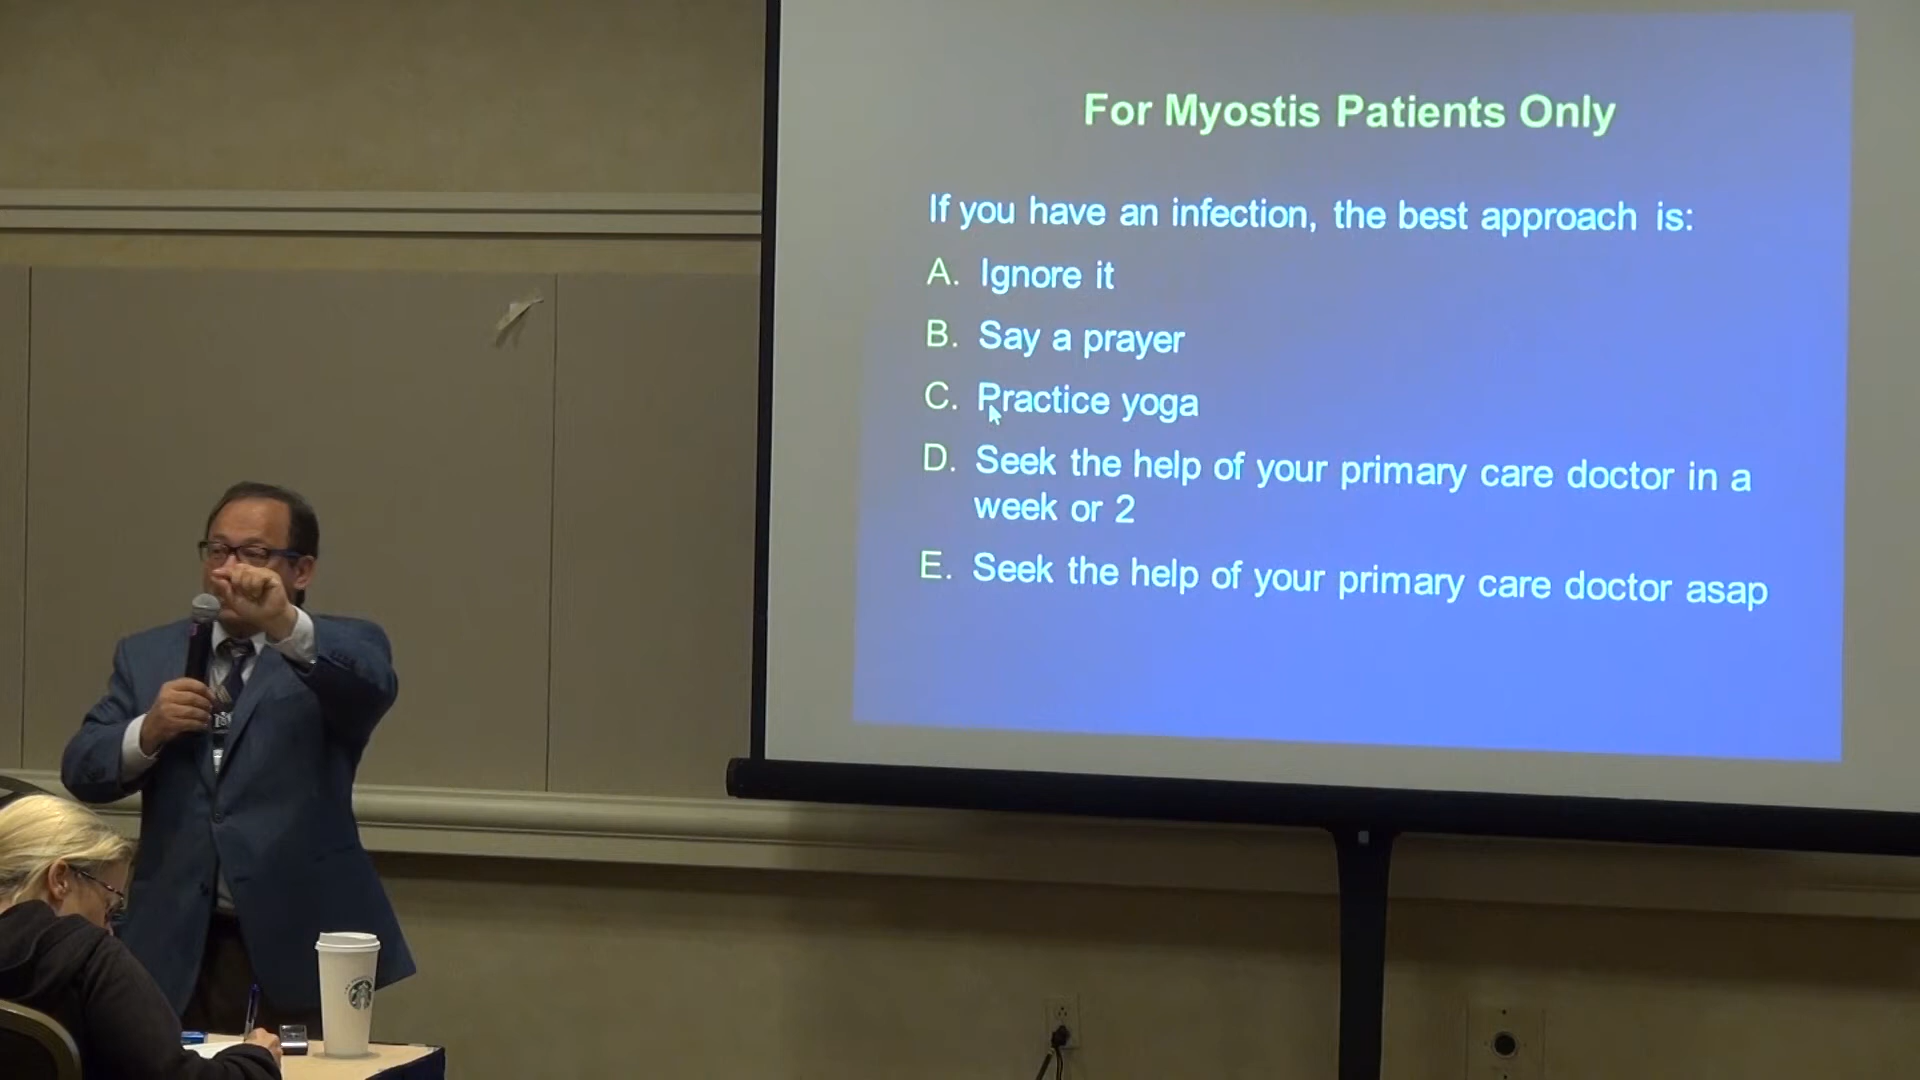 For Myostis Patients Only
If you have an infection, the best approach is:
A. Ignore it
B. Say a prayer
C. Practice yoga
D. Seek the help of your primary care doctor in a
week or 2
E. Seek the help of your primary care doctor asap